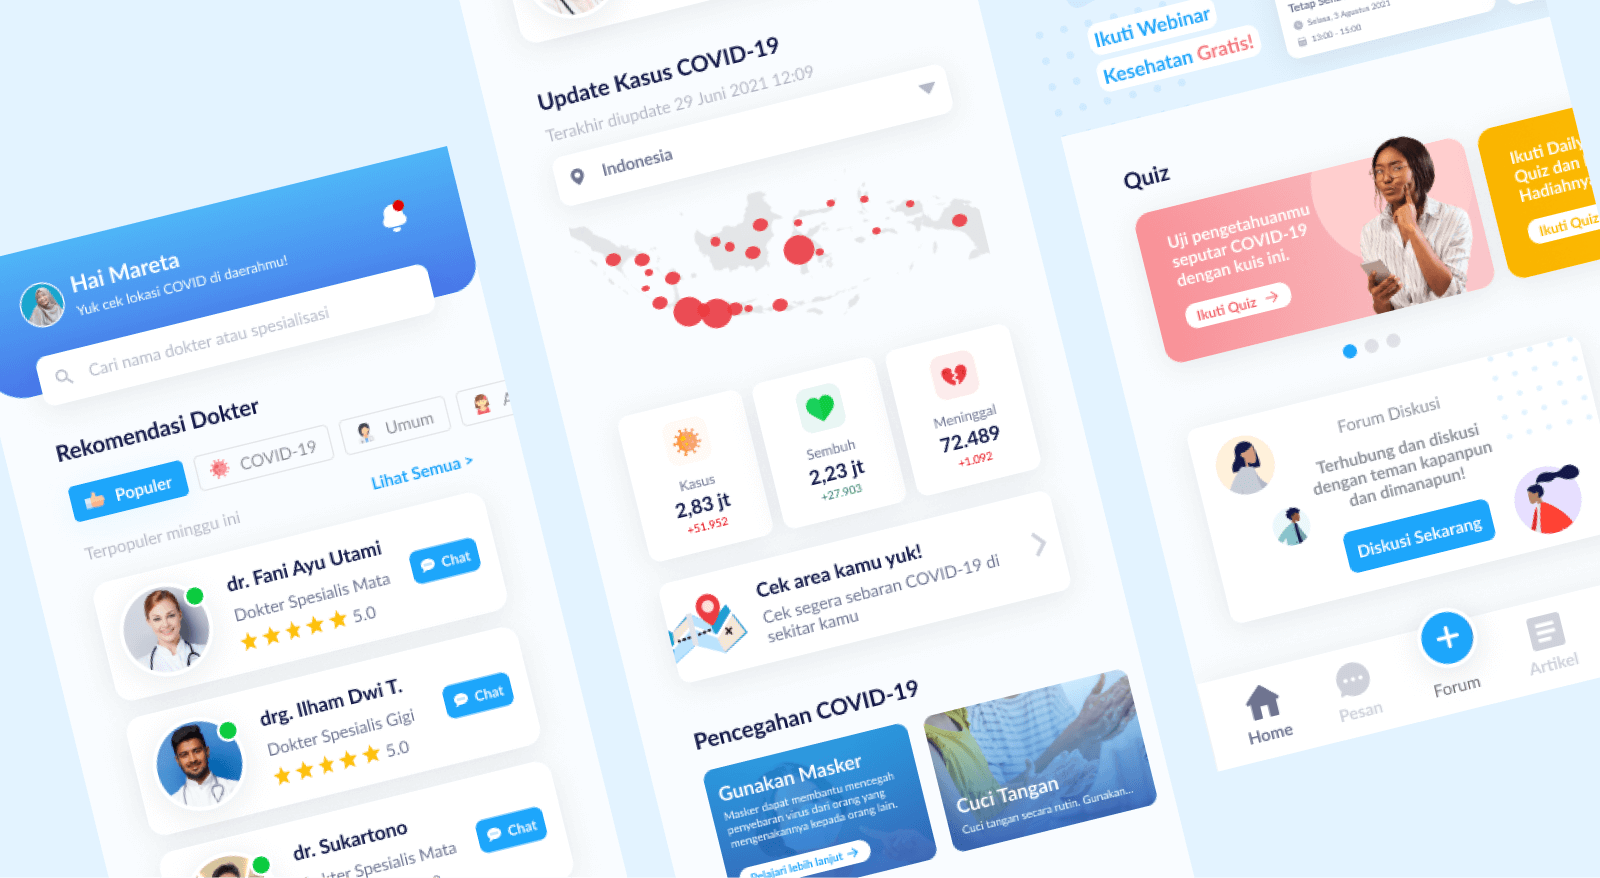 Hai Mareta
Yuk cek lokasi COVID di daerahmu!
Cari nama dokter atau spesialisasi
Rekomendasi Dokter
Populer
COVID-19
Umum
A
Lihat Semua >
Terpopuler minggu ini
dr. Fani Ayu Utami
Dokter Spesialis Mata
5.0
Chat
drg. Ilham Dwi T.
Dokter Spesialis Gigi
5.0
Chat
dr. Sukartono
Spesialis Mata
Chat
Update Kasus COVID-19
Terakhir diupdate 29 Juni 2021 12:09
Indonesia
Kasus
2,83 jt
+51.952
Sembuh
2,23 jt
+27.903
Meninggal
72.489
+1.092
Cek area kamu yuk!
Cek segera sebaran COVID-19 di
sekitar kamu
Pencegahan COVID-19
Gunakan Masker
Masker dapat membantu mencegah
penyebaran virus dari orang yang
mengenakannya kepada orang lain.
Pelajari lebih lanjut
Cuci Tangan
Cuci tangan secara rutin. Gunakan...
Ikuti Webinar
Kesehatan Gratis!
Tetap
Selasa, 3 Agustus 2021
13:00 - 15:00
Quiz
Uji pengetahuanmu
seputar COVID-19
dengan kuis ini.
Ikuti Quiz
Ikuti Daily
Quiz dan
Hadiahny
Ikuti Quiz
Forum Diskusi
Terhubung dan diskusi
dengan teman kapanpun
dan dimanapun!
Diskusi Sekarang
Home
Pesan
Forum
Artikel